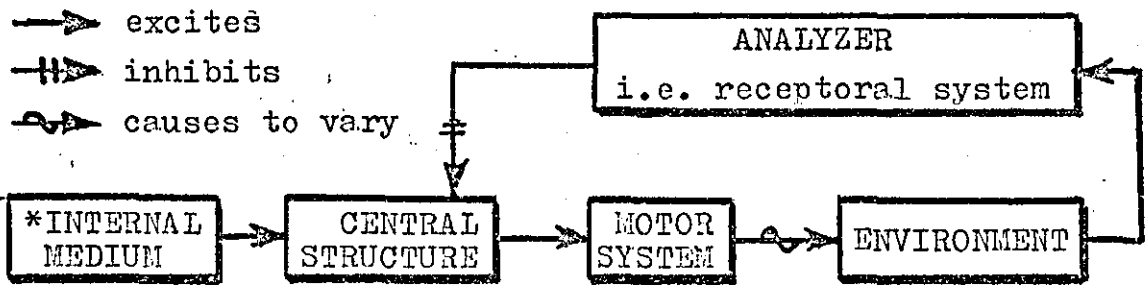 excites
inhibits
causes to vary
ANALYZER
i.e. receptoral system
*INTERNAL
MEDIUM
CENTRAL
STRUCTURE
MOTOR
SYSTEM
ENVIRONMENT